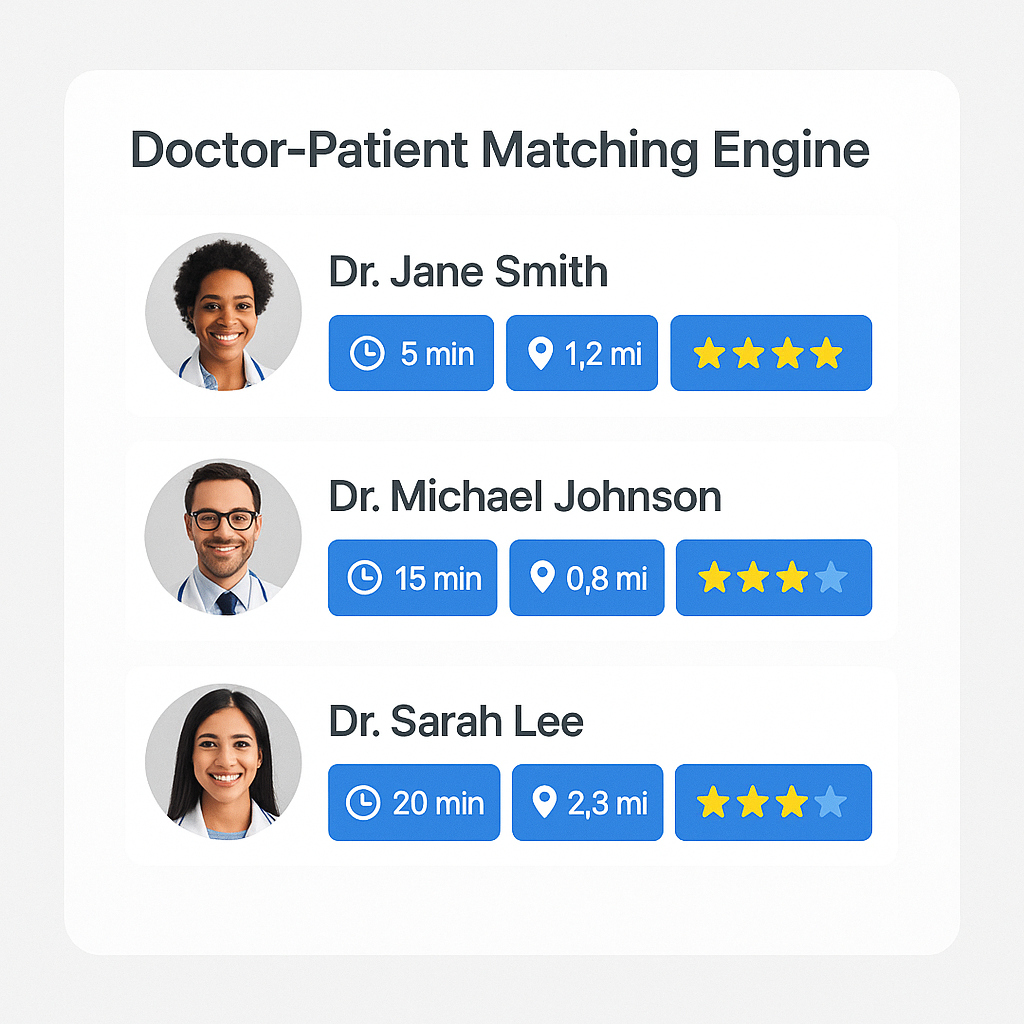 Doctor-Patient Matching Engine
Dr. Jane Smith
5 min 1,2 mi
Dr. Michael Johnson
15 min 0,8 mi
Dr. Sarah Lee
20 min 2,3 mi